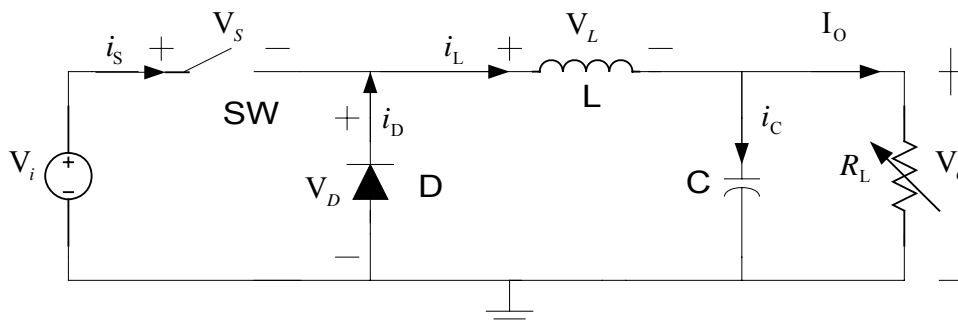 V_S
i_S
+
−
i_L
+
V_L
−
I_O
+
SW
L
+
i_D
i_C
V_i
+
−
V_D
D
C
R_L
−
−